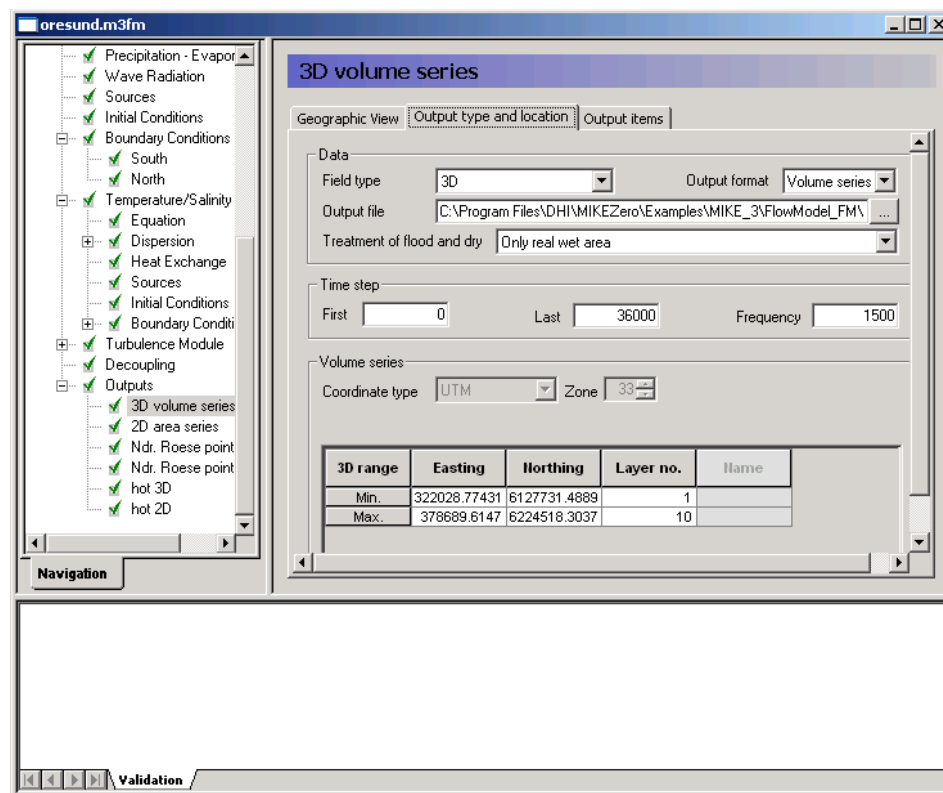 oresund.m3fm
Precipitation - Evapor
Wave Radiation
Sources
Initial Conditions
Boundary Conditions
South
North
Temperature/Salinity
Equation
Dispersion
Heat Exchange
Sources
Initial Conditions
Boundary Conditi
Turbulence Module
Decoupling
Outputs
3D volume series
2D area series
Ndr. Roese point
Ndr. Roese point
hot 3D
hot 2D
Navigation
3D volume series
Geographic View Output type and location Output items
Data
Field type 3D Output format Volume series
Output file C:\Program Files\DHI\MIKEZero\Examples\MIKE_3\FlowModel_FM\ ...
Treatment of flood and dry Only real wet area
Time step
First 0 Last 36000 Frequency 1500
Volume series
Coordinate type UTM Zone 33
3D range Easting Northing Layer no. Name
Min. 322028.77431 6127731.4889 1
Max. 378689.6147 6224518.3037 10
Validation